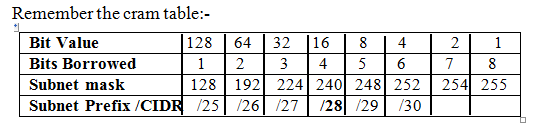 Remember the cram table:-
Bit Value 128 64 32 16 8 4 2 1
Bits Borrowed 1 2 3 4 5 6 7 8
Subnet mask 128 192 224 240 248 252 254 255
Subnet Prefix /CIDR /25 /26 /27 /28 /29 /30